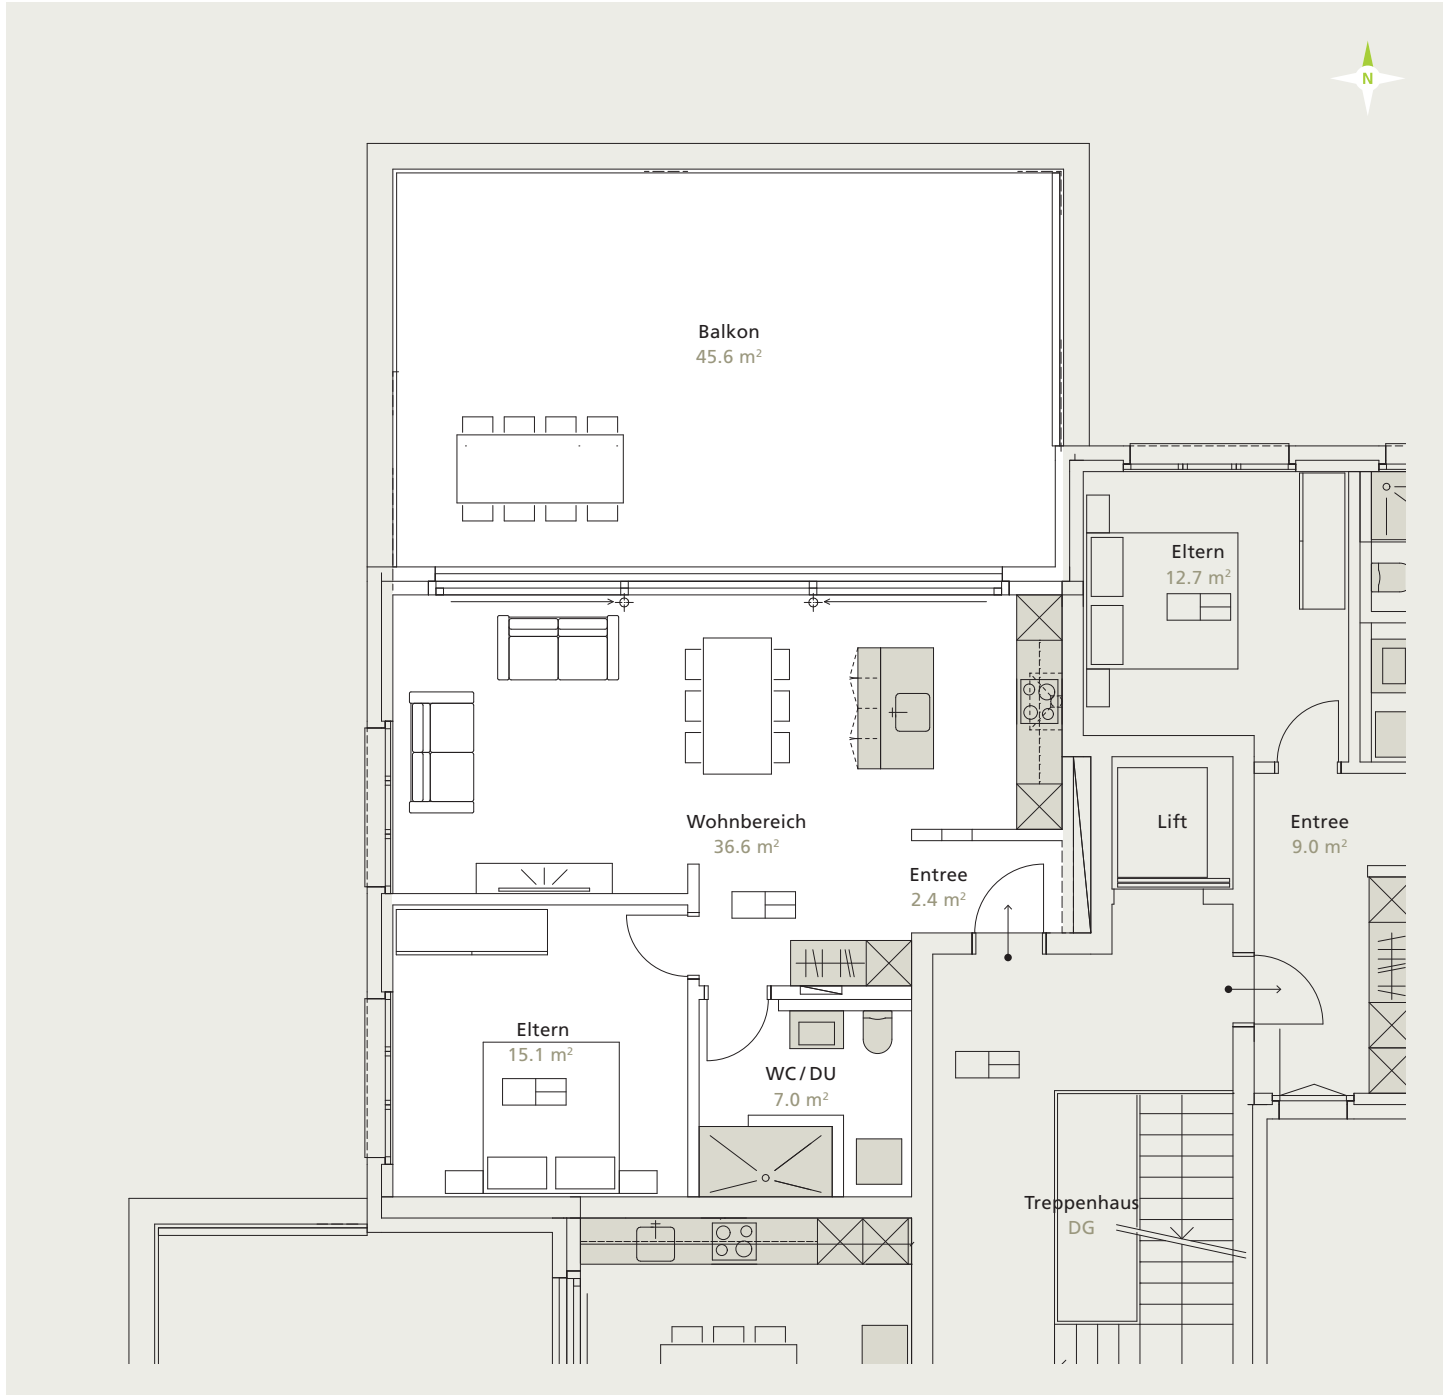 N
Balkon
45.6 m²
Eltern
12.7 m²
Wohnbereich
36.6 m²
Lift
Entree
9.0 m²
Entree
2.4 m²
Eltern
15.1 m²
WC/DU
7.0 m²
Treppenhaus
DG